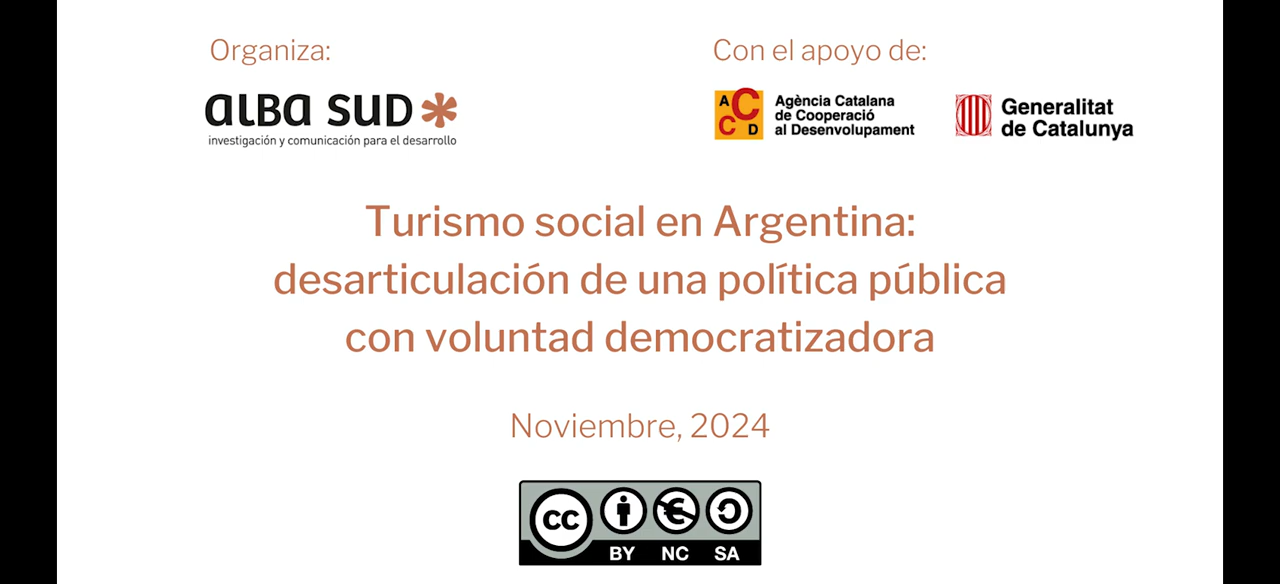 Organiza:
Con el apoyo de:
alba sud
investigación y comunicación para el desarrollo
A C C D
Agència Catalana
de Cooperació
al Desenvolupament
Generalitat
de Catalunya
Turismo social en Argentina:
desarticulación de una política pública
con voluntad democratizadora
Noviembre, 2024
cc
BY NC SA